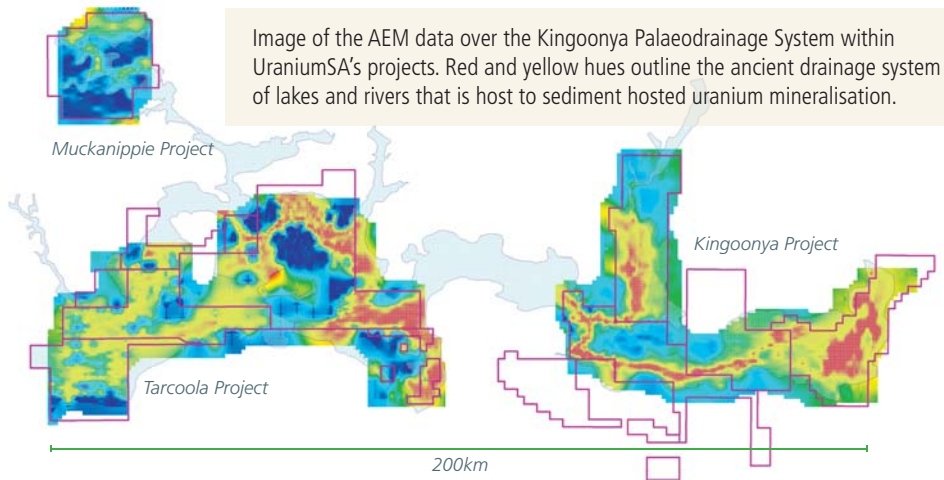 Image of the AEM data over the Kingoonya Palaeodrainage System within
UraniumSA's projects. Red and yellow hues outline the ancient drainage system
of lakes and rivers that is host to sediment hosted uranium mineralisation.
Muckanippie Project
Kingoonya Project
Tarcoola Project
200km